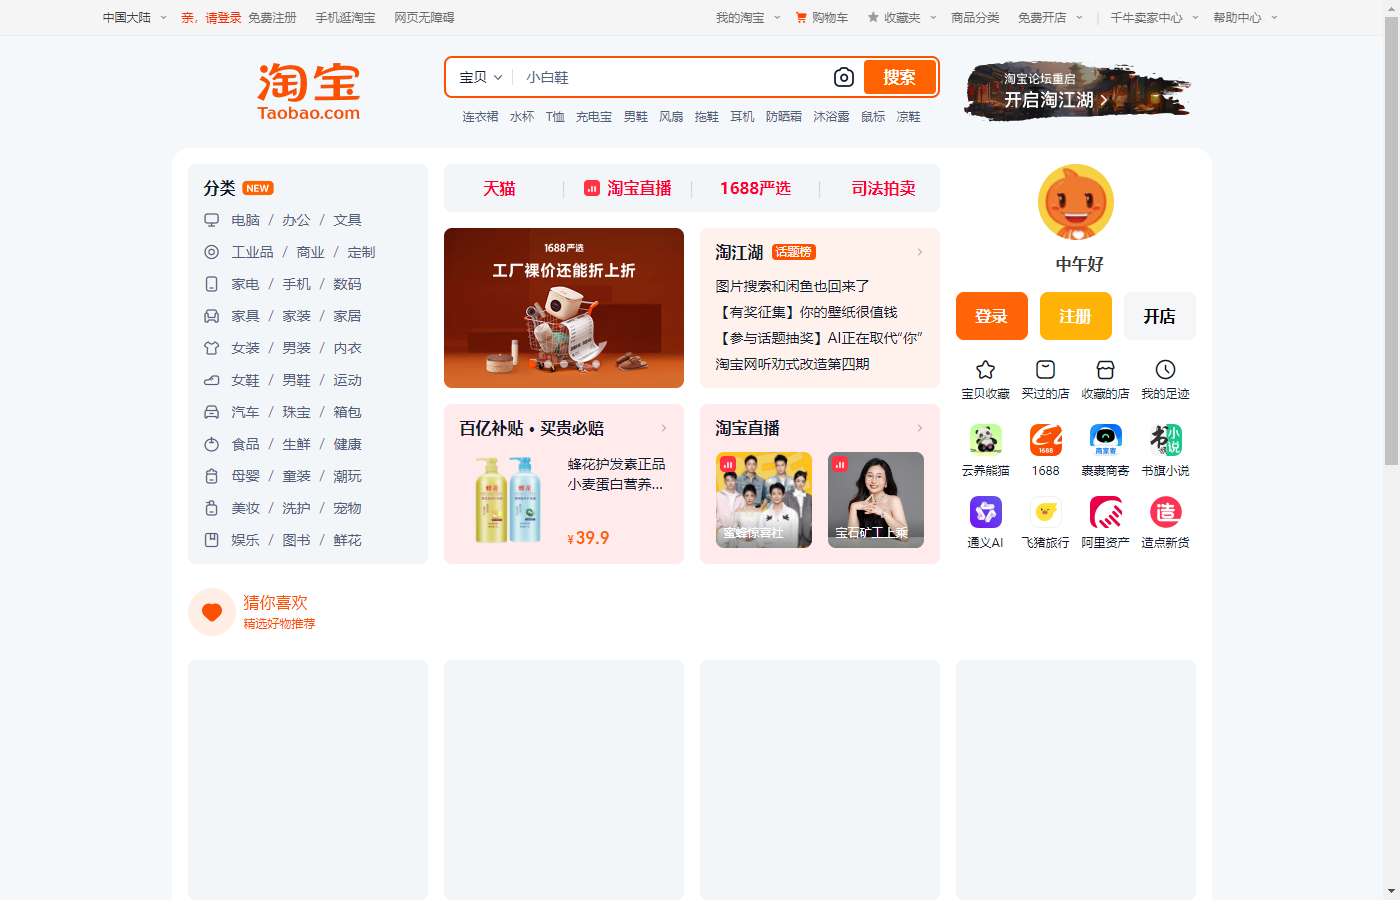 中国大陆 亲，请登录 免费注册 手机逛淘宝 网页无障碍 我的淘宝 购物车 收藏夹 商品分类 免费开店 千牛卖家中心 帮助中心
淘宝
Taobao.com
宝贝 小白鞋 搜索
连衣裙 水杯 T恤 充电宝 男鞋 风扇 拖鞋 耳机 防晒霜 沐浴露 鼠标 凉鞋
淘宝论坛重启
开启淘江湖
分类 NEW
电脑 / 办公 / 文具
工业品 / 商业 / 定制
家电 / 手机 / 数码
家具 / 家装 / 家居
女装 / 男装 / 内衣
女鞋 / 男鞋 / 运动
汽车 / 珠宝 / 箱包
食品 / 生鲜 / 健康
母婴 / 童装 / 潮玩
美妆 / 洗护 / 宠物
娱乐 / 图书 / 鲜花
天猫 淘宝直播 1688严选 司法拍卖
1688严选
工厂裸价还能折上折
淘江湖 话题榜
图片搜索和闲鱼也回来了
【有奖征集】你的壁纸很值钱
【参与话题抽奖】AI正在取代“你”
淘宝网听劝式改造第四期
百亿补贴 • 买贵必赔
蜂花护发素正品
小麦蛋白营养...
¥39.9
蜂花 蜂花
淘宝直播
蜜蜂惊喜社
宝石矿工上乘
中午好
登录 注册 开店
宝贝收藏 买过的店 收藏的店 我的足迹
1688 商家寄 书旗小说
云养熊猫 1688 裹裹商寄 书旗小说
造
通义AI 飞猪旅行 阿里资产 造点新货
猜你喜欢
精选好物推荐